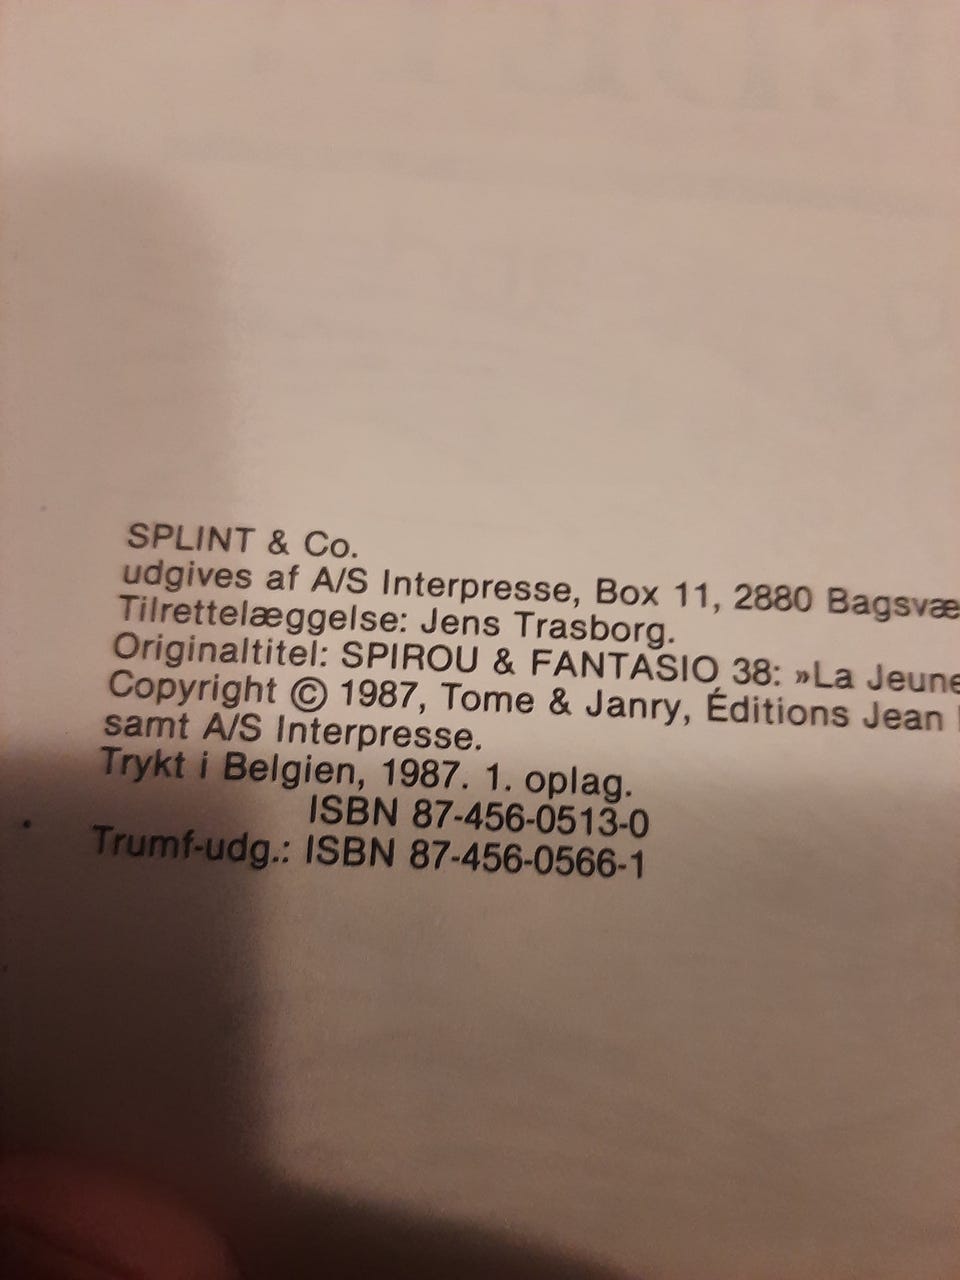 SPLINT & Co.
udgives af A/S Interpresse, Box 11, 2880 Bagsvæ
Tilrettelæggelse: Jens Trasborg.
Originaltitel: SPIROU & FANTASIO 38: »La Jeune
Copyright © 1987, Tome & Janry, Éditions Jean
samt A/S Interpresse.
Trykt i Belgien, 1987. 1. oplag.
ISBN 87-456-0513-0
Trumf-udg.: ISBN 87-456-0566-1